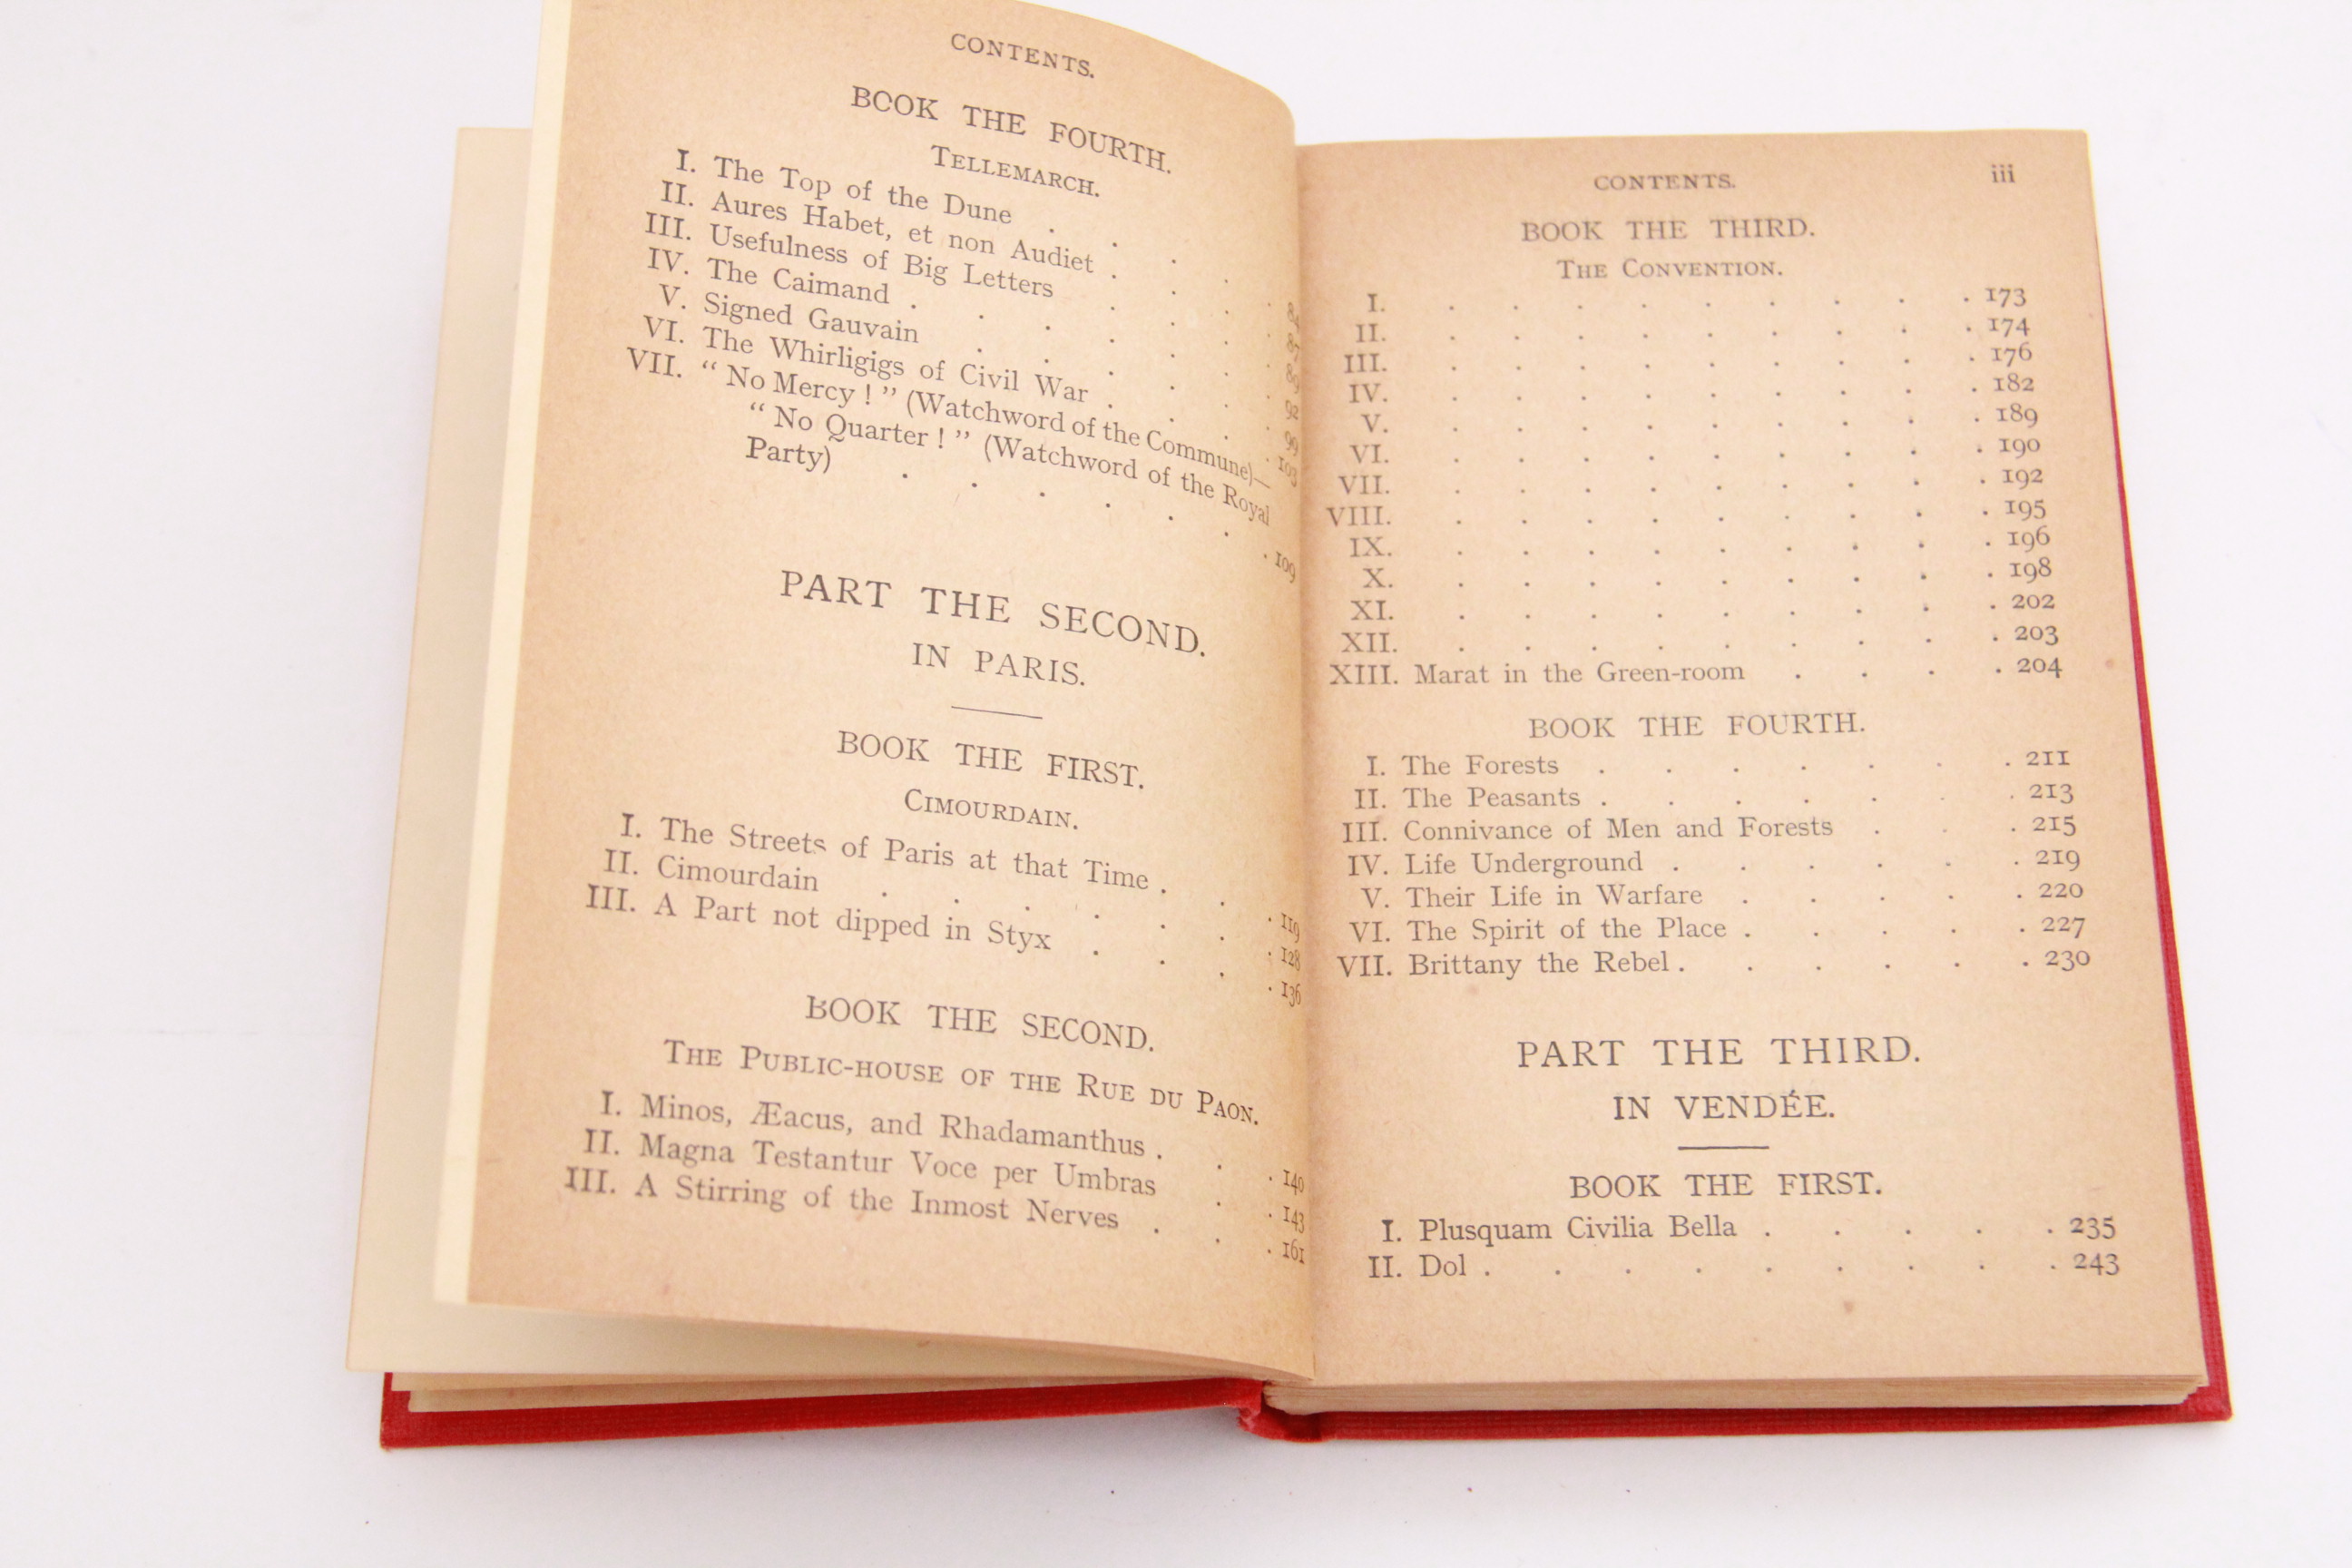 CONTENTS.
BOOK THE FOURTH.
TELLEMARCH.
I. The Top of the Dune . . . . . 84
II. Aures Habet, et non Audiet . . . . 87
III. Usefulness of Big Letters . . . . 89
IV. The Caimand . . . . . . . 92
V. Signed Gauvain . . . . . . 99
VI. The Whirligigs of Civil War . . . . 103
VII. “ No Mercy ! ” (Watchword of the Commune)—
“ No Quarter ! ” (Watchword of the Royal
Party) . . . . . . . 109
PART THE SECOND.
IN PARIS.
BOOK THE FIRST.
CIMOURDAIN.
I. The Streets of Paris at that Time . . . 119
II. Cimourdain . . . . . . . 128
III. A Part not dipped in Styx . . . . 136
BOOK THE SECOND.
THE PUBLIC-HOUSE OF THE RUE DU PAON.
I. Minos, Æacus, and Rhadamanthus . . . 140
II. Magna Testantur Voce per Umbras . . 143
III. A Stirring of the Inmost Nerves . . . 161
CONTENTS. iii
BOOK THE THIRD.
THE CONVENTION.
I. . . . . . . . . . 173
II. . . . . . . . . . 174
III. . . . . . . . . . 176
IV. . . . . . . . . . 182
V. . . . . . . . . . 189
VI. . . . . . . . . . 190
VII. . . . . . . . . . 192
VIII. . . . . . . . . . 195
IX. . . . . . . . . . 196
X. . . . . . . . . . 198
XI. . . . . . . . . . 202
XII. . . . . . . . . . 203
XIII. Marat in the Green-room . . . . 204
BOOK THE FOURTH.
I. The Forests . . . . . . . 211
II. The Peasants . . . . . . . 213
III. Connivance of Men and Forests . . . 215
IV. Life Underground . . . . . . 219
V. Their Life in Warfare . . . . . 220
VI. The Spirit of the Place . . . . . 227
VII. Brittany the Rebel . . . . . . 230
PART THE THIRD.
IN VENDÉE.
BOOK THE FIRST.
I. Plusquam Civilia Bella . . . . . 235
II. Dol . . . . . . . . . 243